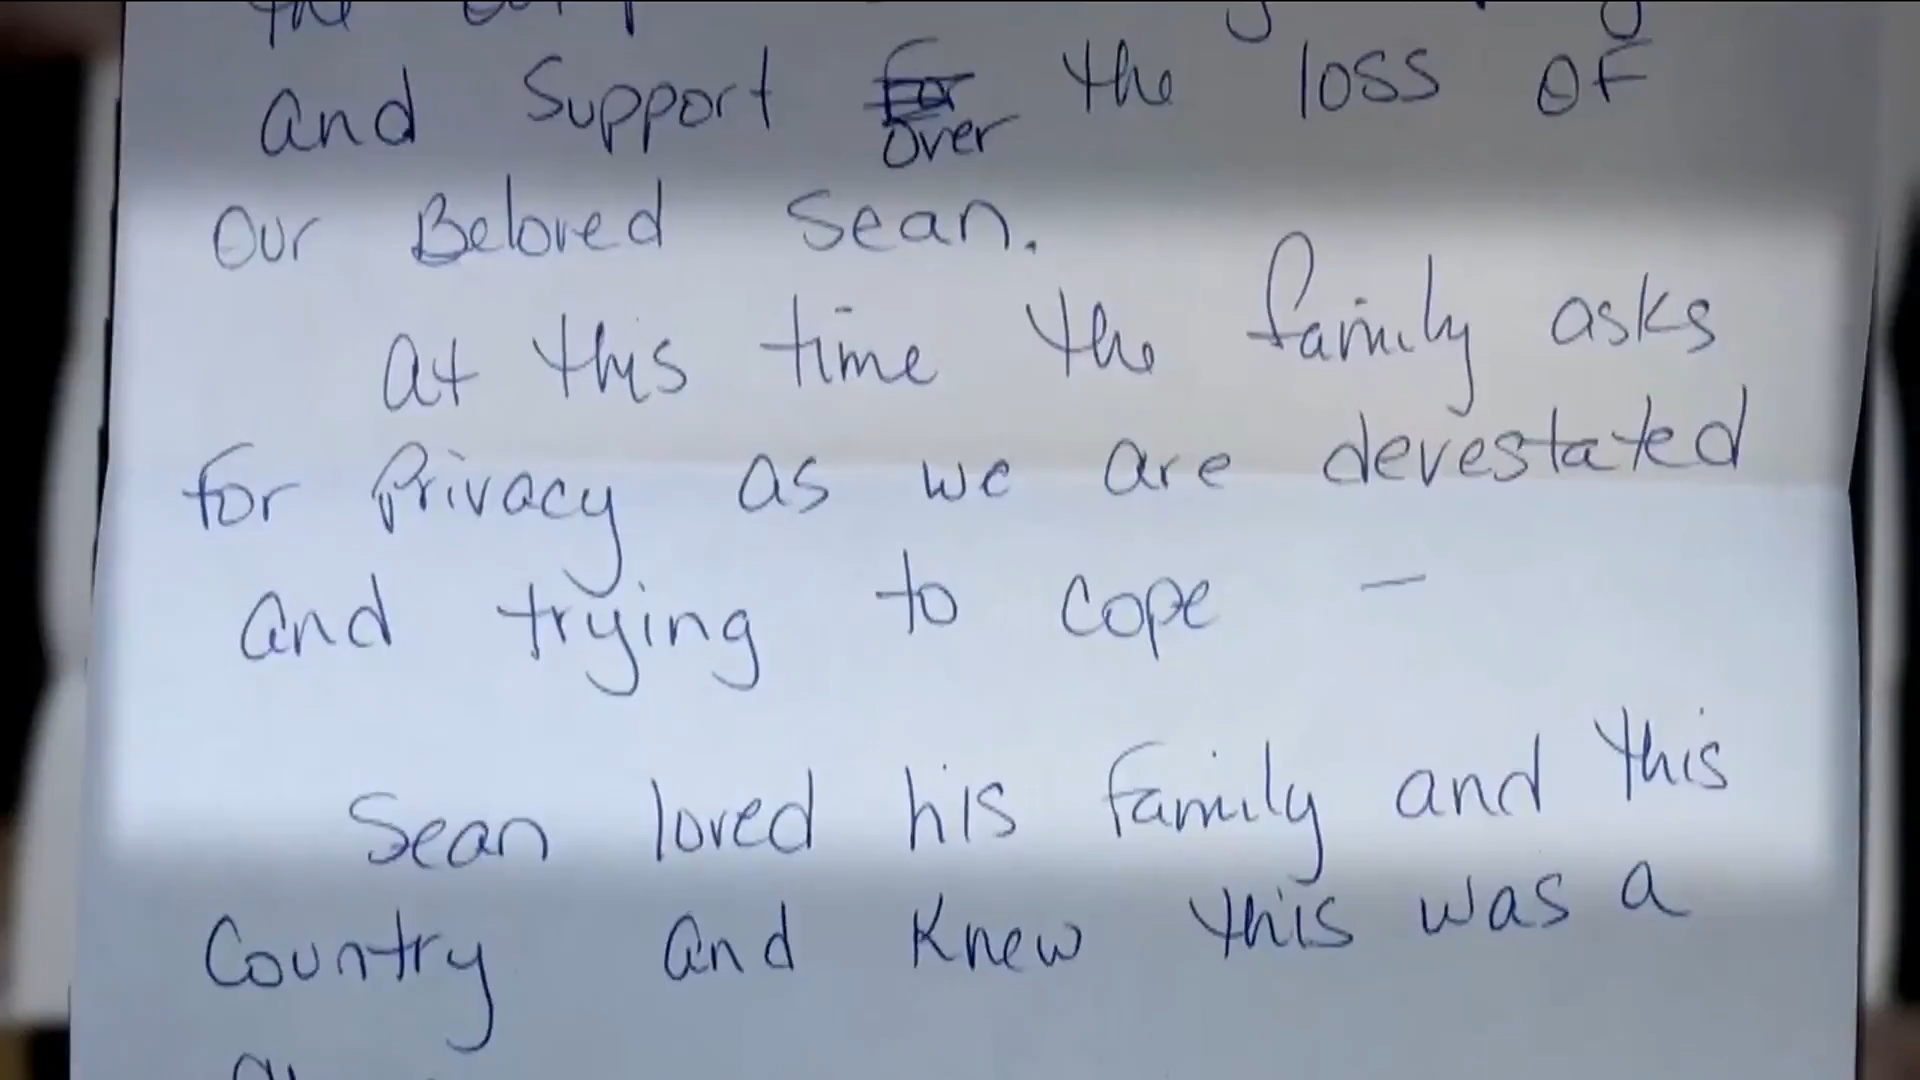 the
and Support over the loss of
our Beloved Sean.
at this time the family asks
for Privacy as we are devestated
and trying to cope —
Sean loved his family and this
Country and Knew this was a